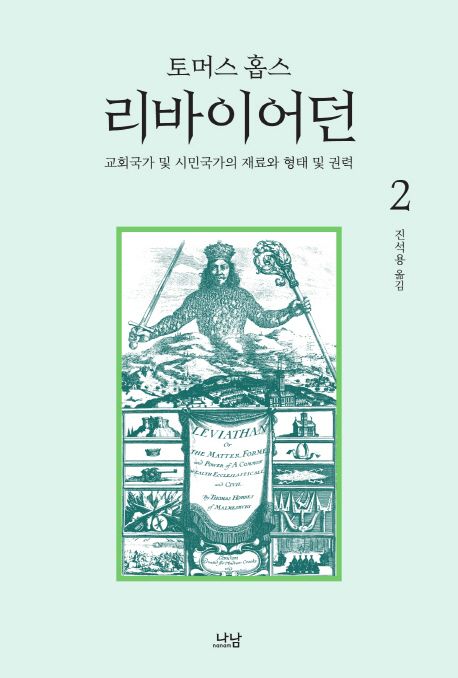 토머스 홉스
리바이어던
교회국가 및 시민국가의 재료와 형태 및 권력
2
진석용 옮김
LEVIATHAN
Or
THE MATTER, FORME
and POWER of A COMMON
WEALTH ECCLESIASTICALL
and CIVIL
By THOMAS HOBBES
of MALMESBURY
London
나남
nanam